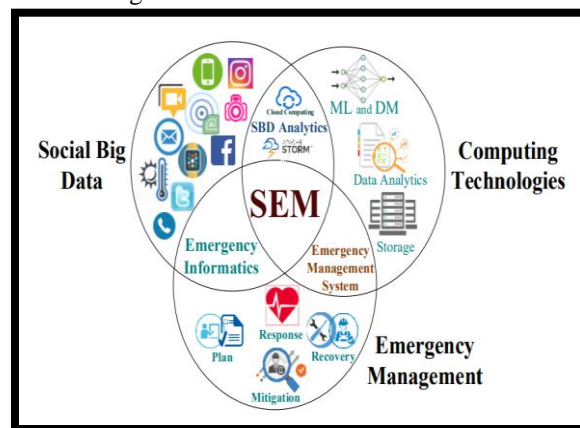 Social Big
Data
Cloud Computing
SBD Analytics
STORM
ML and DM
Data Analytics
Storage
Computing
Technologies
SEM
Emergency
Informatics
Emergency
Management
System
Response
Plan
Recovery
Mitigation
Emergency
Management